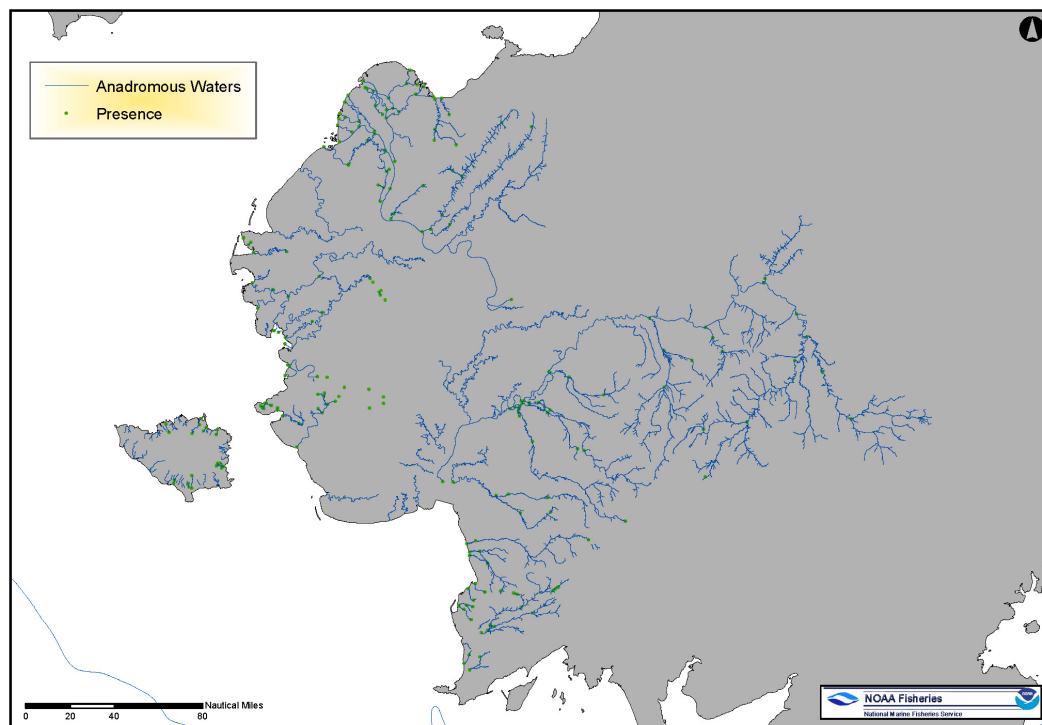 Anadromous Waters
Presence
Nautical Miles
0 20 40 80
NOAA Fisheries
National Marine Fisheries Service